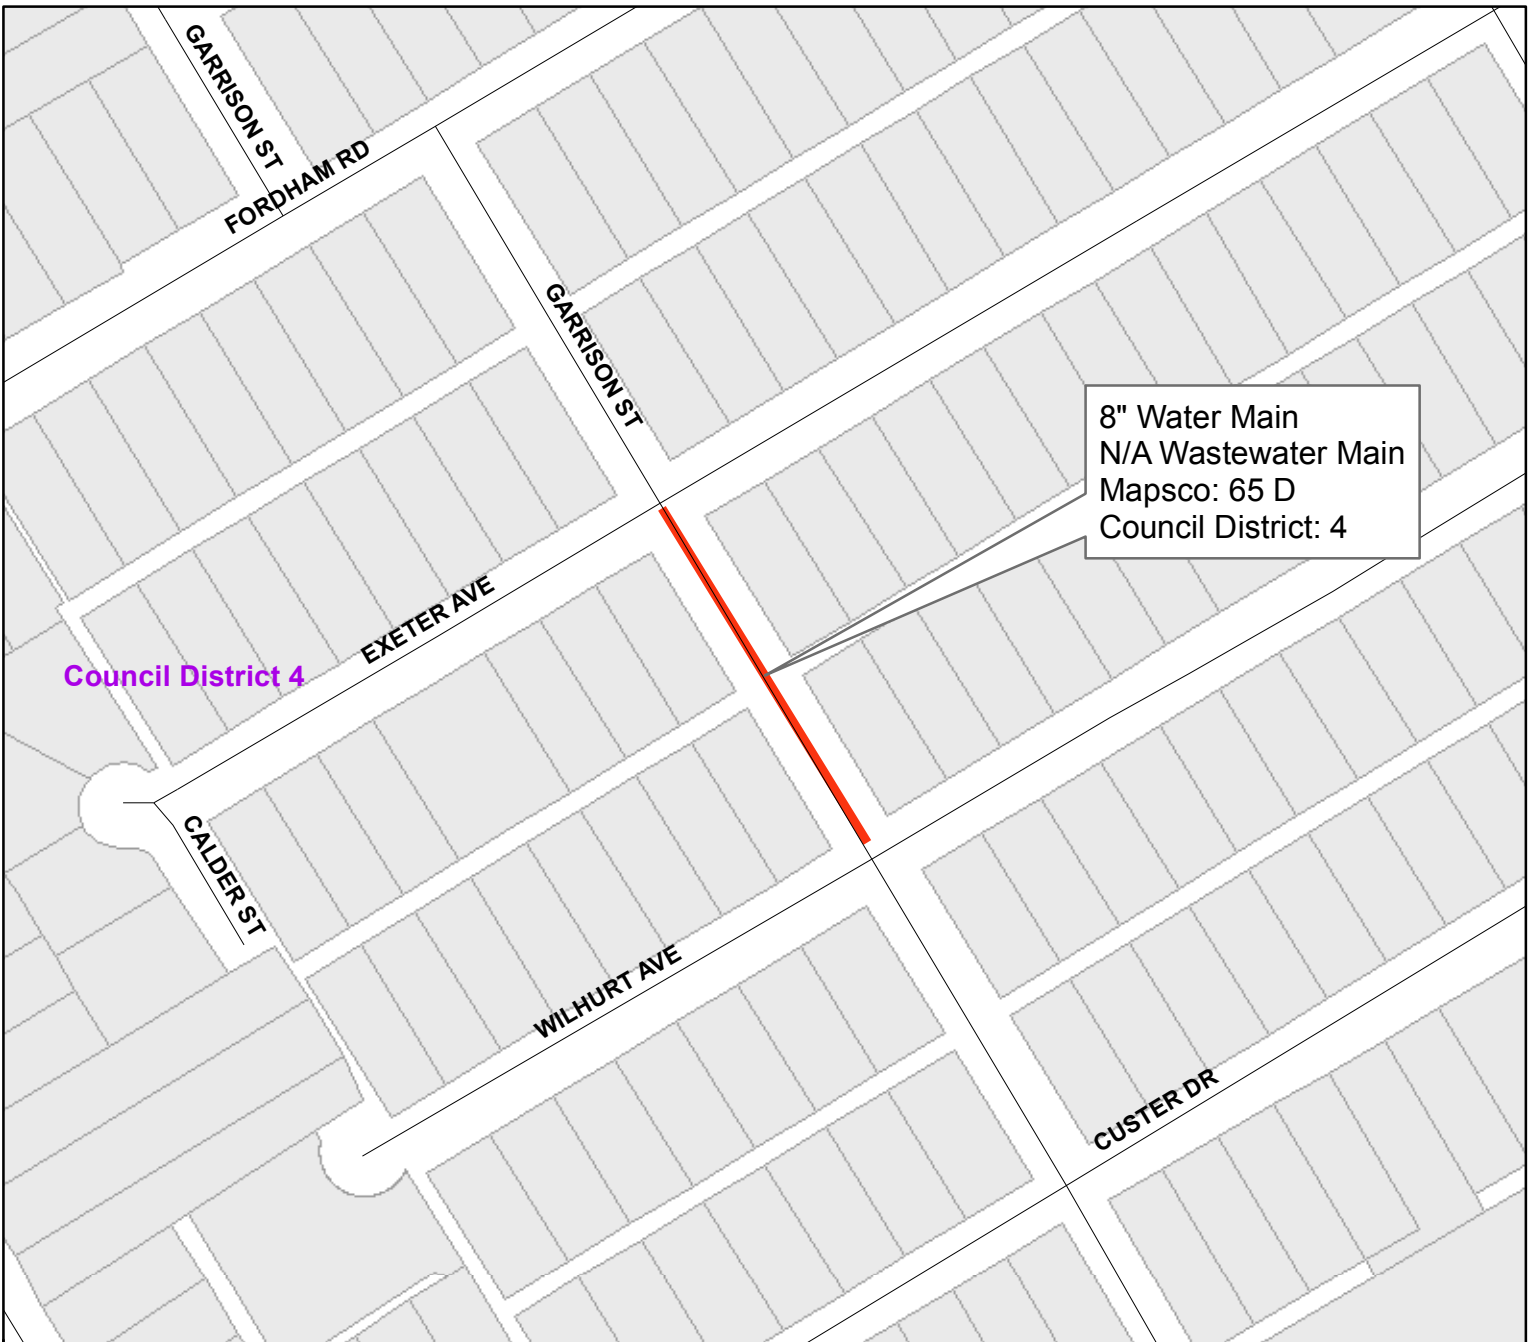 GARRISON ST
FORDHAM RD
GARRISON ST
8" Water Main
N/A Wastewater Main
Mapsco: 65 D
Council District: 4
EXETER AVE
Council District 4
CALDER ST
WILHURT AVE
CUSTER DR